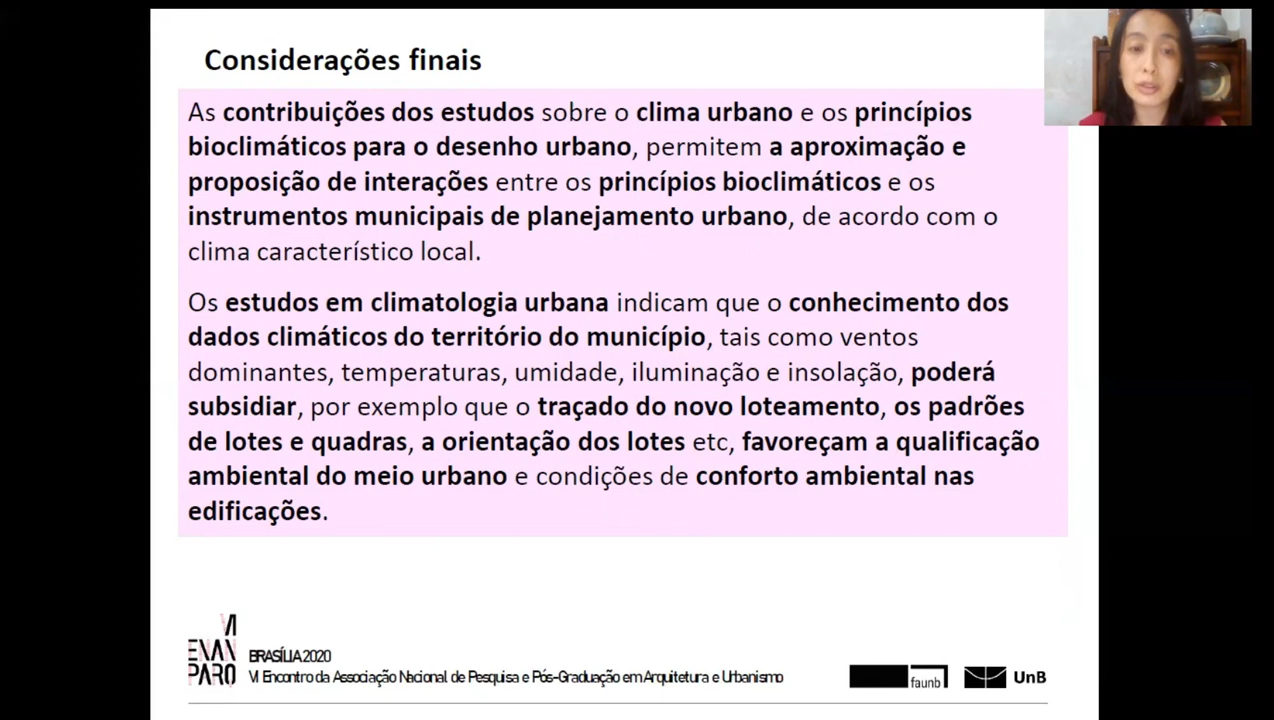 Considerações finais
As contribuições dos estudos sobre o clima urbano e os princípios
bioclimáticos para o desenho urbano, permitem a aproximação e
proposição de interações entre os princípios bioclimáticos e os
instrumentos municipais de planejamento urbano, de acordo com o
clima característico local.
Os estudos em climatologia urbana indicam que o conhecimento dos
dados climáticos do território do município, tais como ventos
dominantes, temperaturas, umidade, iluminação e insolação, poderá
subsidiar, por exemplo que o traçado do novo loteamento, os padrões
de lotes e quadras, a orientação dos lotes etc, favoreçam a qualificação
ambiental do meio urbano e condições de conforto ambiental nas
edificações.
VI
ENAN
PARQ
BRASÍLIA 2020
VI Encontro da Associação Nacional de Pesquisa e Pós-Graduação em Arquitetura e Urbanismo
faunb
UnB